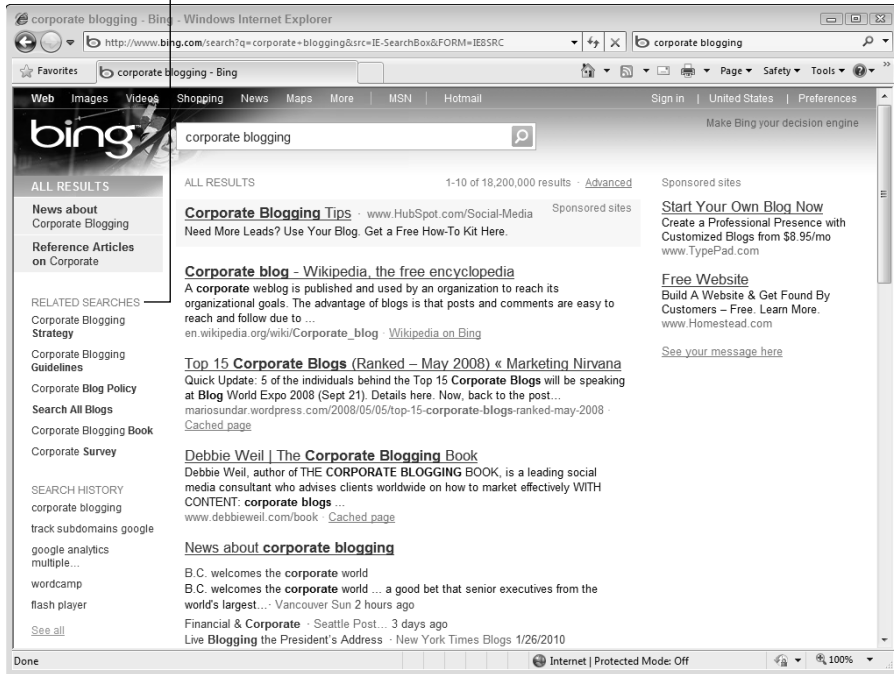 corporate blogging - Bing - Windows Internet Explorer
http://www.bing.com/search?q=corporate+blogging&src=IE-SearchBox&FORM=IE8SRC
corporate blogging
Favorites
corporate blogging - Bing
Page
Safety
Tools
Web Images Videos Shopping News Maps More | MSN | Hotmail
Sign in | United States | Preferences
bing
corporate blogging
Make Bing your decision engine
ALL RESULTS
News about
Corporate Blogging
Reference Articles
on Corporate
RELATED SEARCHES
Corporate Blogging
Strategy
Corporate Blogging
Guidelines
Corporate Blog Policy
Search All Blogs
Corporate Blogging Book
Corporate Survey
SEARCH HISTORY
corporate blogging
track subdomains google
google analytics
multiple...
wordcamp
flash player
See all
ALL RESULTS
1-10 of 18,200,000 results · Advanced
Corporate Blogging Tips · www.HubSpot.com/Social-Media
Sponsored sites
Need More Leads? Use Your Blog. Get a Free How-To Kit Here.
Corporate blog - Wikipedia, the free encyclopedia
A corporate weblog is published and used by an organization to reach its
organizational goals. The advantage of blogs is that posts and comments are easy to
reach and follow due to ...
en.wikipedia.org/wiki/Corporate_blog · Wikipedia on Bing
Top 15 Corporate Blogs (Ranked – May 2008) « Marketing Nirvana
Quick Update: 5 of the individuals behind the Top 15 Corporate Blogs will be speaking
at Blog World Expo 2008 (Sept 21). Details here. Now, back to the post...
mariosundar.wordpress.com/2008/05/05/top-15-corporate-blogs-ranked-may-2008 ·
Cached page
Debbie Weil | The Corporate Blogging Book
Debbie Weil, author of THE CORPORATE BLOGGING BOOK, is a leading social
media consultant who advises clients worldwide on how to market effectively WITH
CONTENT: corporate blogs ...
www.debbieweil.com/book · Cached page
News about corporate blogging
B.C. welcomes the corporate world
B.C. welcomes the corporate world ... a good bet that senior executives from the
world's largest...· Vancouver Sun 2 hours ago
Financial & Corporate · Seattle Post... 3 days ago
Live Blogging the President's Address · New York Times Blogs 1/26/2010
Sponsored sites
Start Your Own Blog Now
Create a Professional Presence with
Customized Blogs from $8.95/mo
www.TypePad.com
Free Website
Build A Website & Get Found By
Customers – Free. Learn More.
www.Homestead.com
See your message here
Done
Internet | Protected Mode: Off
100%